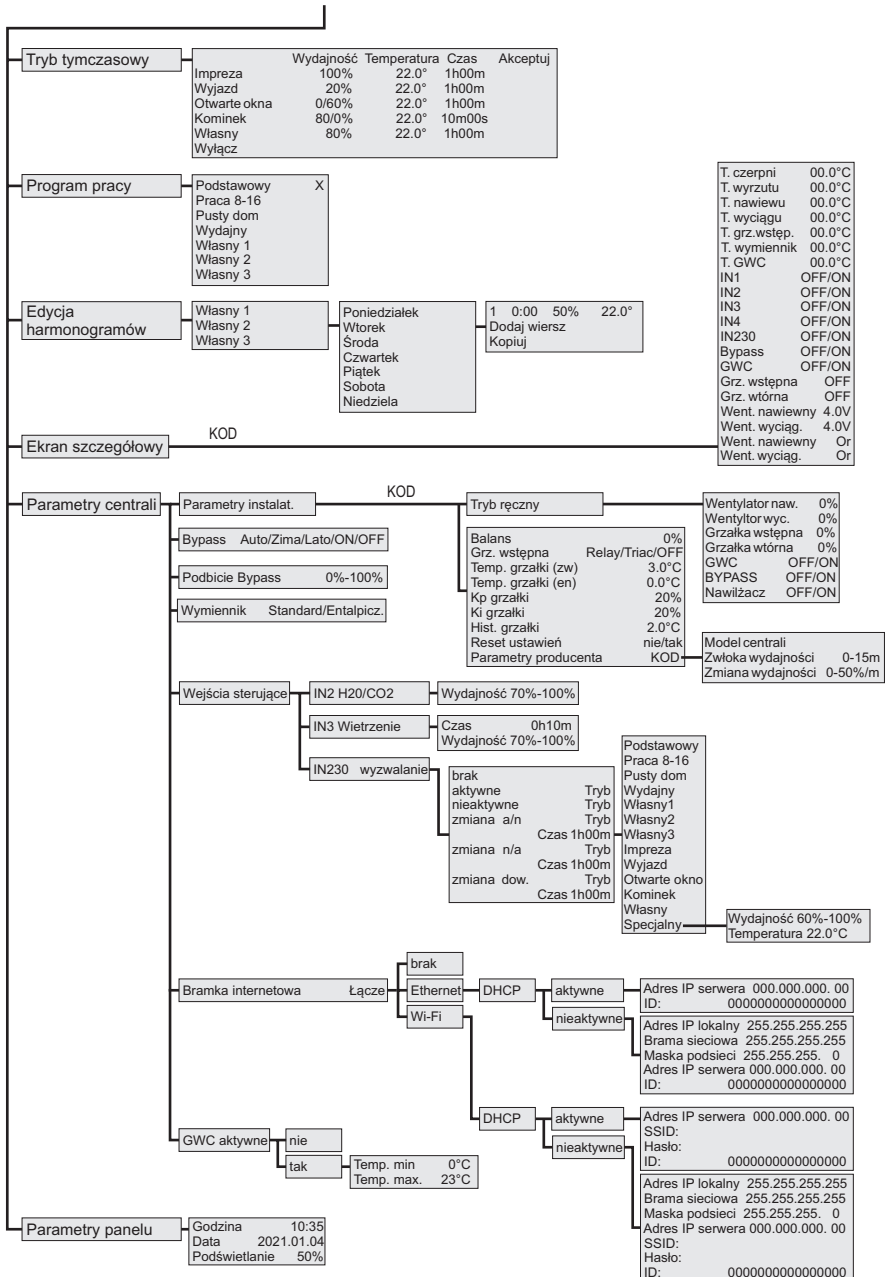 Tryb tymczasowy
Wydajność Temperatura Czas Akceptuj
Impreza 100% 22.0° 1h00m
Wyjazd 20% 22.0° 1h00m
Otwarte okna 0/60% 22.0° 1h00m
Kominek 80/0% 22.0° 10m00s
Własny 80% 22.0° 1h00m
Wyłącz
Program pracy
Podstawowy X
Praca 8-16
Pusty dom
Wydajny
Własny 1
Własny 2
Własny 3
Edycja
harmonogramów
Własny 1
Własny 2
Własny 3
Poniedziałek
Wtorek
Środa
Czwartek
Piątek
Sobota
Niedziela
1 0:00 50% 22.0°
Dodaj wiersz
Kopiuj
Ekran szczegółowy
KOD
T. czerpni 00.0°C
T. wyrzutu 00.0°C
T. nawiewu 00.0°C
T. wyciągu 00.0°C
T. grz.wstęp. 00.0°C
T. wymiennik 00.0°C
T. GWC 00.0°C
IN1 OFF/ON
IN2 OFF/ON
IN3 OFF/ON
IN4 OFF/ON
IN230 OFF/ON
Bypass OFF/ON
GWC OFF/ON
Grz. wstępna OFF
Grz. wtórna OFF
Went. nawiewny 4.0V
Went. wyciąg. 4.0V
Went. nawiewny Or
Went. wyciąg. Or
Parametry centrali
Parametry instalat.
KOD
Tryb ręczny
Wentylator naw. 0%
Wentyltor wyc. 0%
Grzałka wstępna 0%
Grzałka wtórna 0%
GWC OFF/ON
BYPASS OFF/ON
Nawilżacz OFF/ON
Balans 0%
Grz. wstępna Relay/Triac/OFF
Temp. grzałki (zw) 3.0°C
Temp. grzałki (en) 0.0°C
Kp grzałki 20%
Ki grzałki 20%
Hist. grzałki 2.0°C
Reset ustawień nie/tak
Parametry producenta KOD
Model centrali
Zwłoka wydajności 0-15m
Zmiana wydajności 0-50%/m
Bypass Auto/Zima/Lato/ON/OFF
Podbicie Bypass 0%-100%
Wymiennik Standard/Entalpicz.
Wejścia sterujące
IN2 H20/CO2
Wydajność 70%-100%
IN3 Wietrzenie
Czas 0h10m
Wydajność 70%-100%
IN230 wyzwalanie
brak
aktywne Tryb
nieaktywne Tryb
zmiana a/n Tryb
Czas 1h00m
zmiana n/a Tryb
Czas 1h00m
zmiana dow. Tryb
Czas 1h00m
Podstawowy
Praca 8-16
Pusty dom
Wydajny
Własny1
Własny2
Własny3
Impreza
Wyjazd
Otwarte okno
Kominek
Własny
Specjalny
Wydajność 60%-100%
Temperatura 22.0°C
Bramka internetowa Łącze
brak
Ethernet
Wi-Fi
DHCP
aktywne
nieaktywne
Adres IP serwera 000.000.000. 00
ID: 0000000000000000
Adres IP lokalny 255.255.255.255
Brama sieciowa 255.255.255.255
Maska podsieci 255.255.255. 0
Adres IP serwera 000.000.000. 00
ID: 0000000000000000
DHCP
aktywne
nieaktywne
Adres IP serwera 000.000.000. 00
SSID:
Hasło:
ID: 0000000000000000
Adres IP lokalny 255.255.255.255
Brama sieciowa 255.255.255.255
Maska podsieci 255.255.255. 0
Adres IP serwera 000.000.000. 00
SSID:
Hasło:
ID: 0000000000000000
GWC aktywne
nie
tak
Temp. min 0°C
Temp. max. 23°C
Parametry panelu
Godzina 10:35
Data 2021.01.04
Podświetlanie 50%